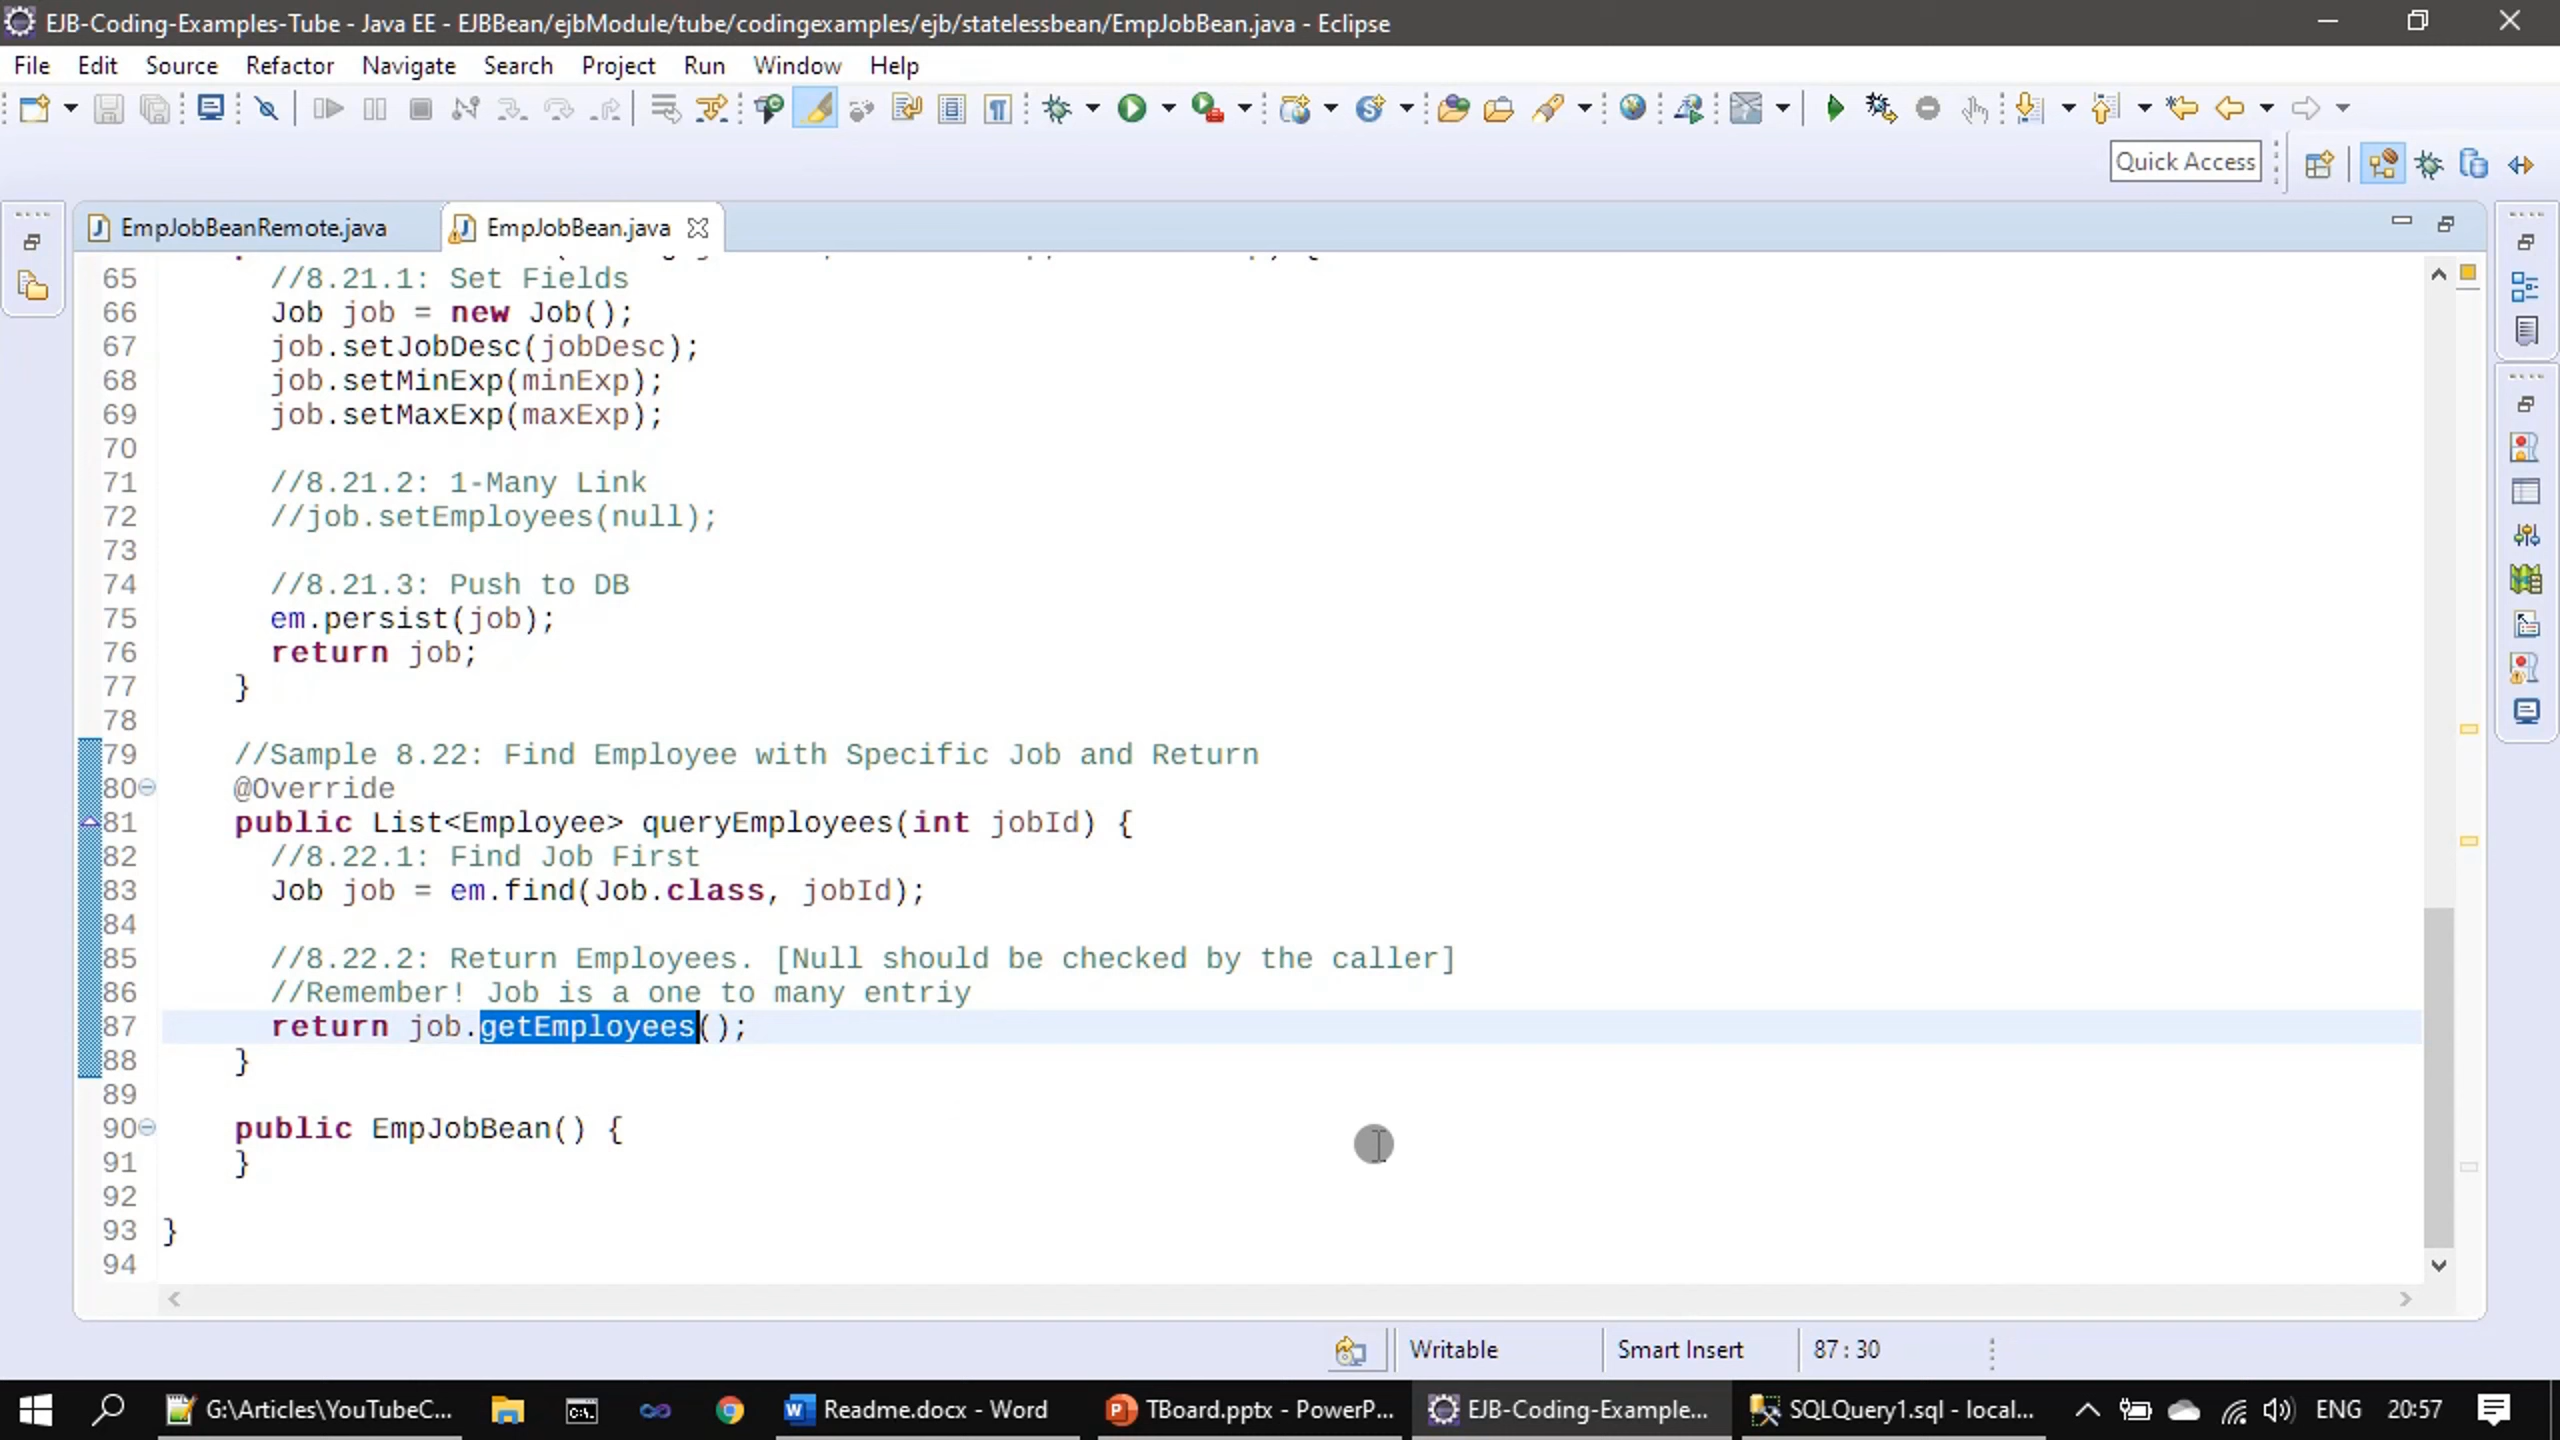 EJB-Coding-Examples-Tube - Java EE - EJBBean/ejbModule/tube/codingexamples/ejb/statelessbean/EmpJobBean.java - Eclipse
File Edit Source Refactor Navigate Search Project Run Window Help
Quick Access
EmpJobBeanRemote.java EmpJobBean.java
65 //8.21.1: Set Fields
66 Job job = new Job();
67 job.setJobDesc(jobDesc);
68 job.setMinExp(minExp);
69 job.setMaxExp(maxExp);
70
71 //8.21.2: 1-Many Link
72 //job.setEmployees(null);
73
74 //8.21.3: Push to DB
75 em.persist(job);
76 return job;
77 }
78
79 //Sample 8.22: Find Employee with Specific Job and Return
80 @Override
81 public List<Employee> queryEmployees(int jobId) {
82 //8.22.1: Find Job First
83 Job job = em.find(Job.class, jobId);
84
85 //8.22.2: Return Employees. [Null should be checked by the caller]
86 //Remember! Job is a one to many entriy
87 return job.getEmployees();
88 }
89
90 public EmpJobBean() {
91 }
92
93 }
94
Writable Smart Insert 87 : 30
G:\Articles\YouTubeC... Readme.docx - Word TBoard.pptx - PowerP... EJB-Coding-Example... SQLQuery1.sql - local... ENG 20:57